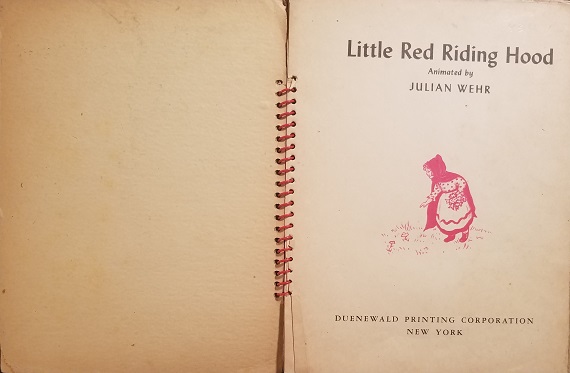 Little Red Riding Hood
Animated by
JULIAN WEHR
DUENEWALD PRINTING CORPORATION
NEW YORK